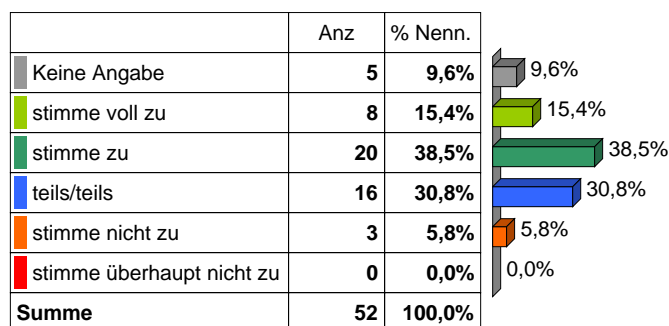 Anz % Nenn.
Keine Angabe 5 9,6% 9,6%
stimme voll zu 8 15,4% 15,4%
stimme zu 20 38,5% 38,5%
teils/teils 16 30,8% 30,8%
stimme nicht zu 3 5,8% 5,8%
stimme überhaupt nicht zu 0 0,0% 0,0%
Summe 52 100,0%